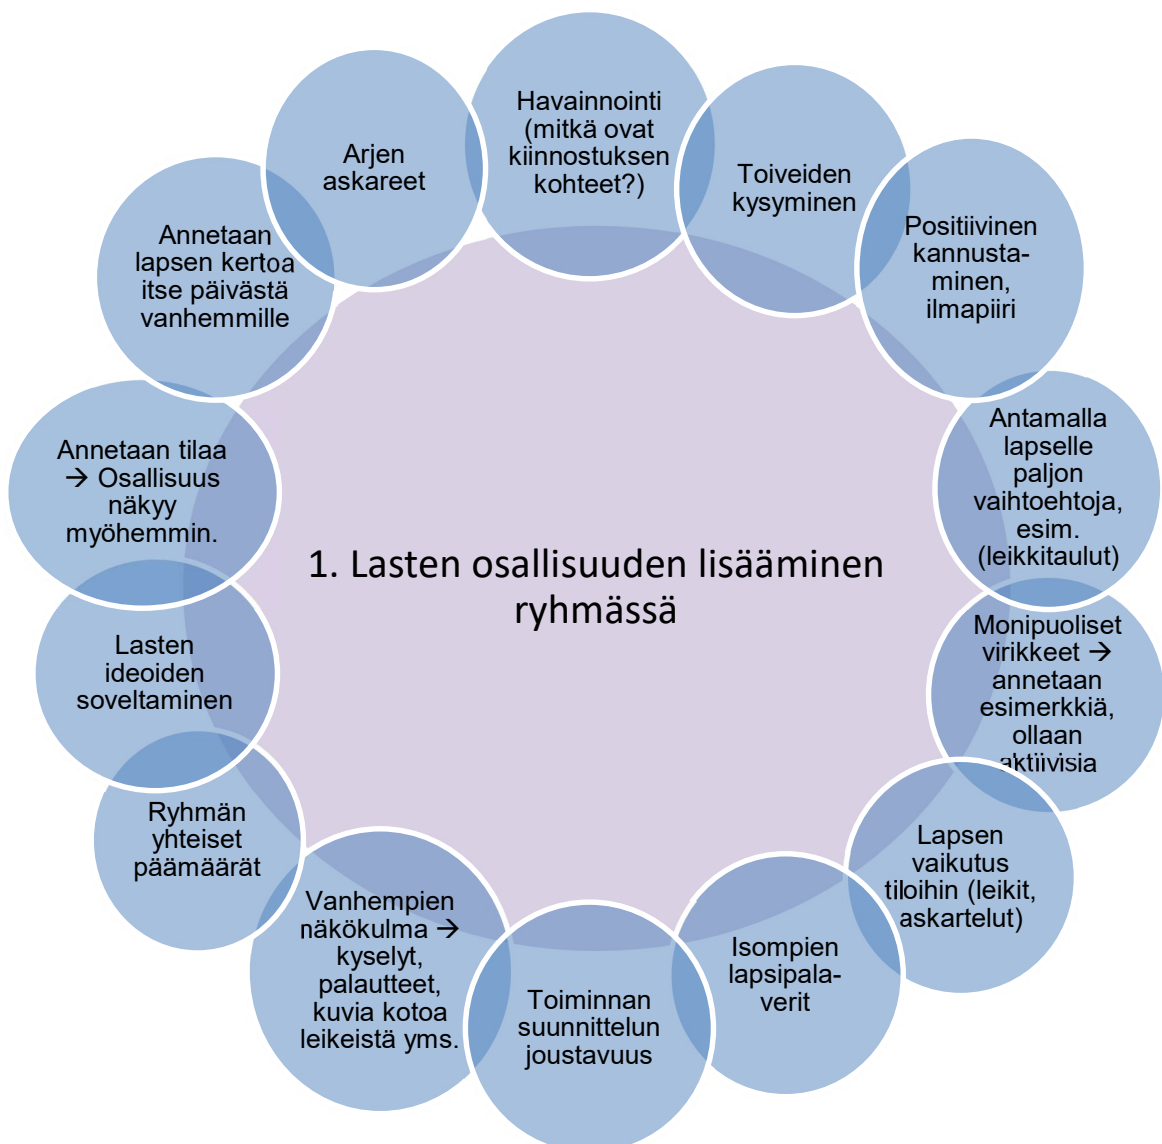 Havainnointi
(mitkä ovat
kiinnostuksen
kohteet?)
Toiveiden
kysyminen
Positiivinen
kannusta-
minen,
ilmapiiri
Antamalla
lapselle
paljon
vaihtoehtoja,
esim.
(leikkitaulut)
Monipuoliset
virikkeet →
annetaan
esimerkkiä,
ollaan
aktiivisia
Lapsen
vaikutus
tiloihin (leikit,
askartelut)
Isompien
lapsipala-
verit
Toiminnan
suunnittelun
joustavuus
Vanhempien
näkökulma →
kyselyt,
palautteet,
kuvia kotoa
leikeistä yms.
Ryhmän
yhteiset
päämäärät
Lasten
ideoiden
soveltaminen
Annetaan tilaa
→ Osallisuus
näkyy
myöhemmin.
Annetaan
lapsen kertoa
itse päivästä
vanhemmille
Arjen
askareet
1. Lasten osallisuuden lisääminen
ryhmässä